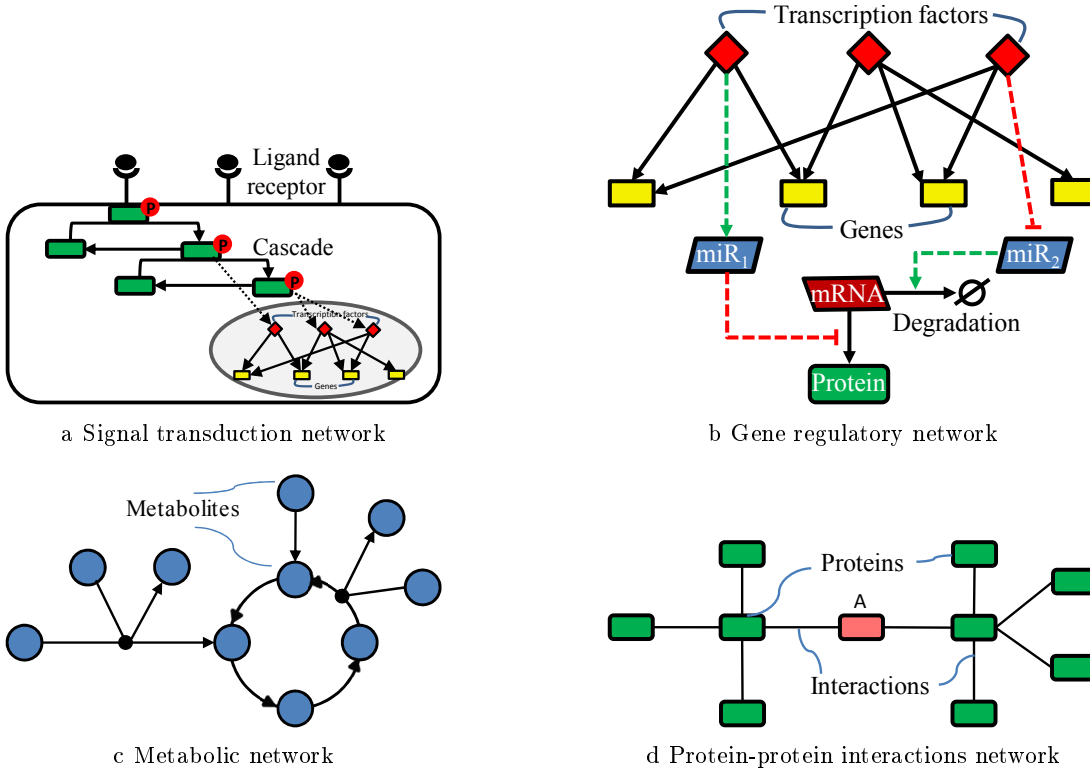 Ligand
receptor
P
Cascade
P
P
Transcription factors
Genes
a Signal transduction network
Transcription factors
Genes
miR1
miR2
mRNA
Degradation
Protein
b Gene regulatory network
Metabolites
c Metabolic network
Proteins
A
Interactions
d Protein-protein interactions network